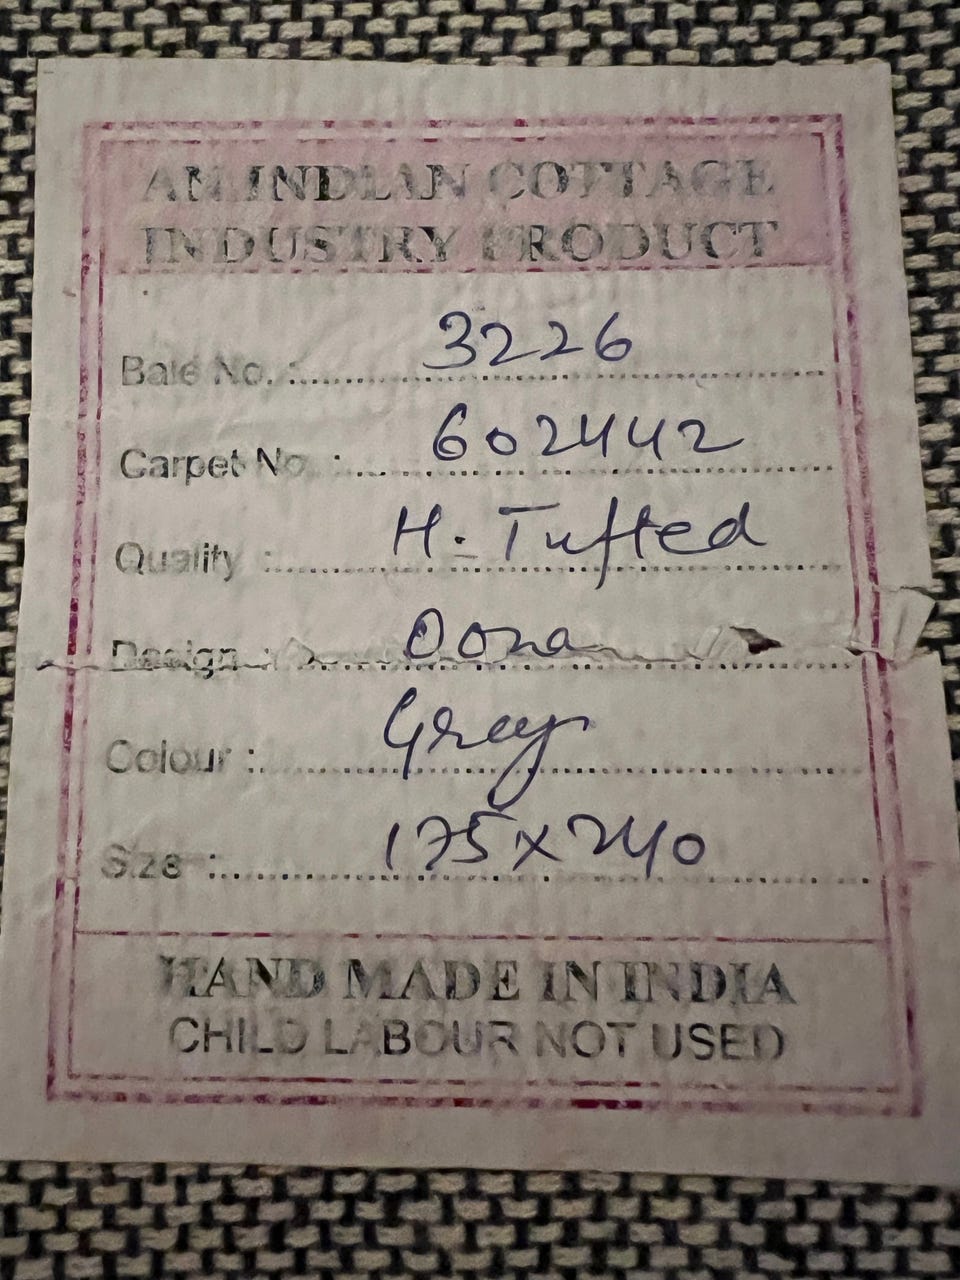 AN INDIAN COTTAGE
INDUSTRY PRODUCT
Bale No. : 3226
Carpet No. : 602442
Quality : H. Tufted
Design : Oona
Colour : Grey
Size : 175x240
HAND MADE IN INDIA
CHILD LABOUR NOT USED